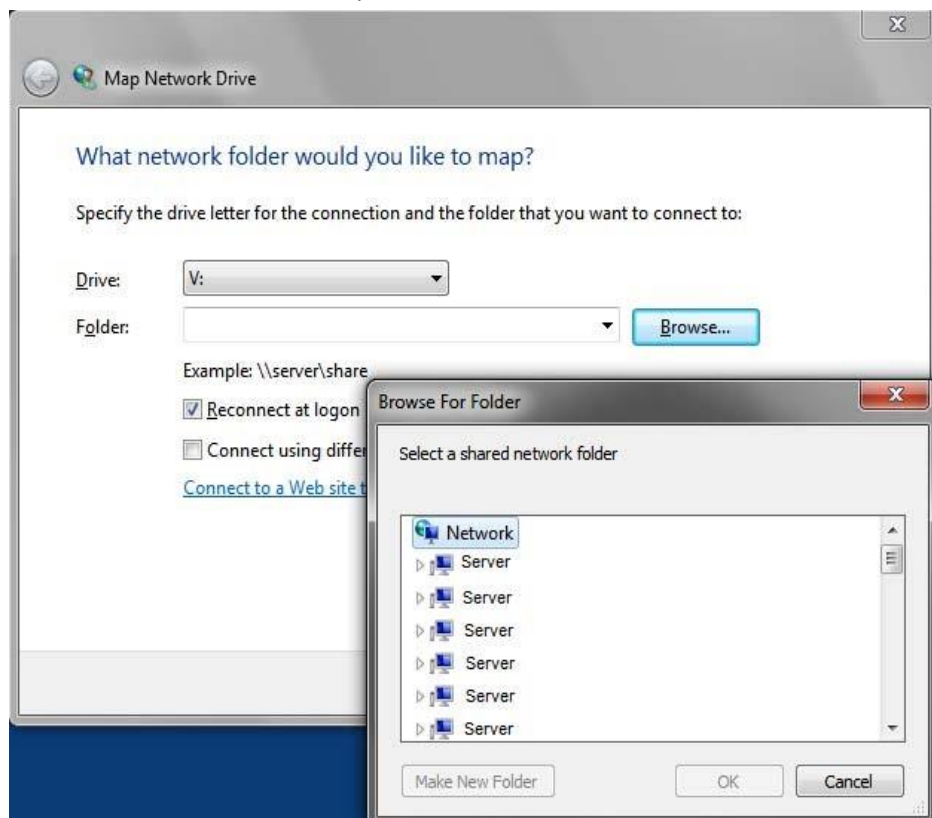 X
Map Network Drive
What network folder would you like to map?
Specify the drive letter for the connection and the folder that you want to connect to:
Drive: V:
Folder: Browse...
Example: \\server\share
Reconnect at logon
Connect using differ
Connect to a Web site t
Browse For Folder X
Select a shared network folder
Network
Server
Server
Server
Server
Server
Server
Make New Folder OK Cancel